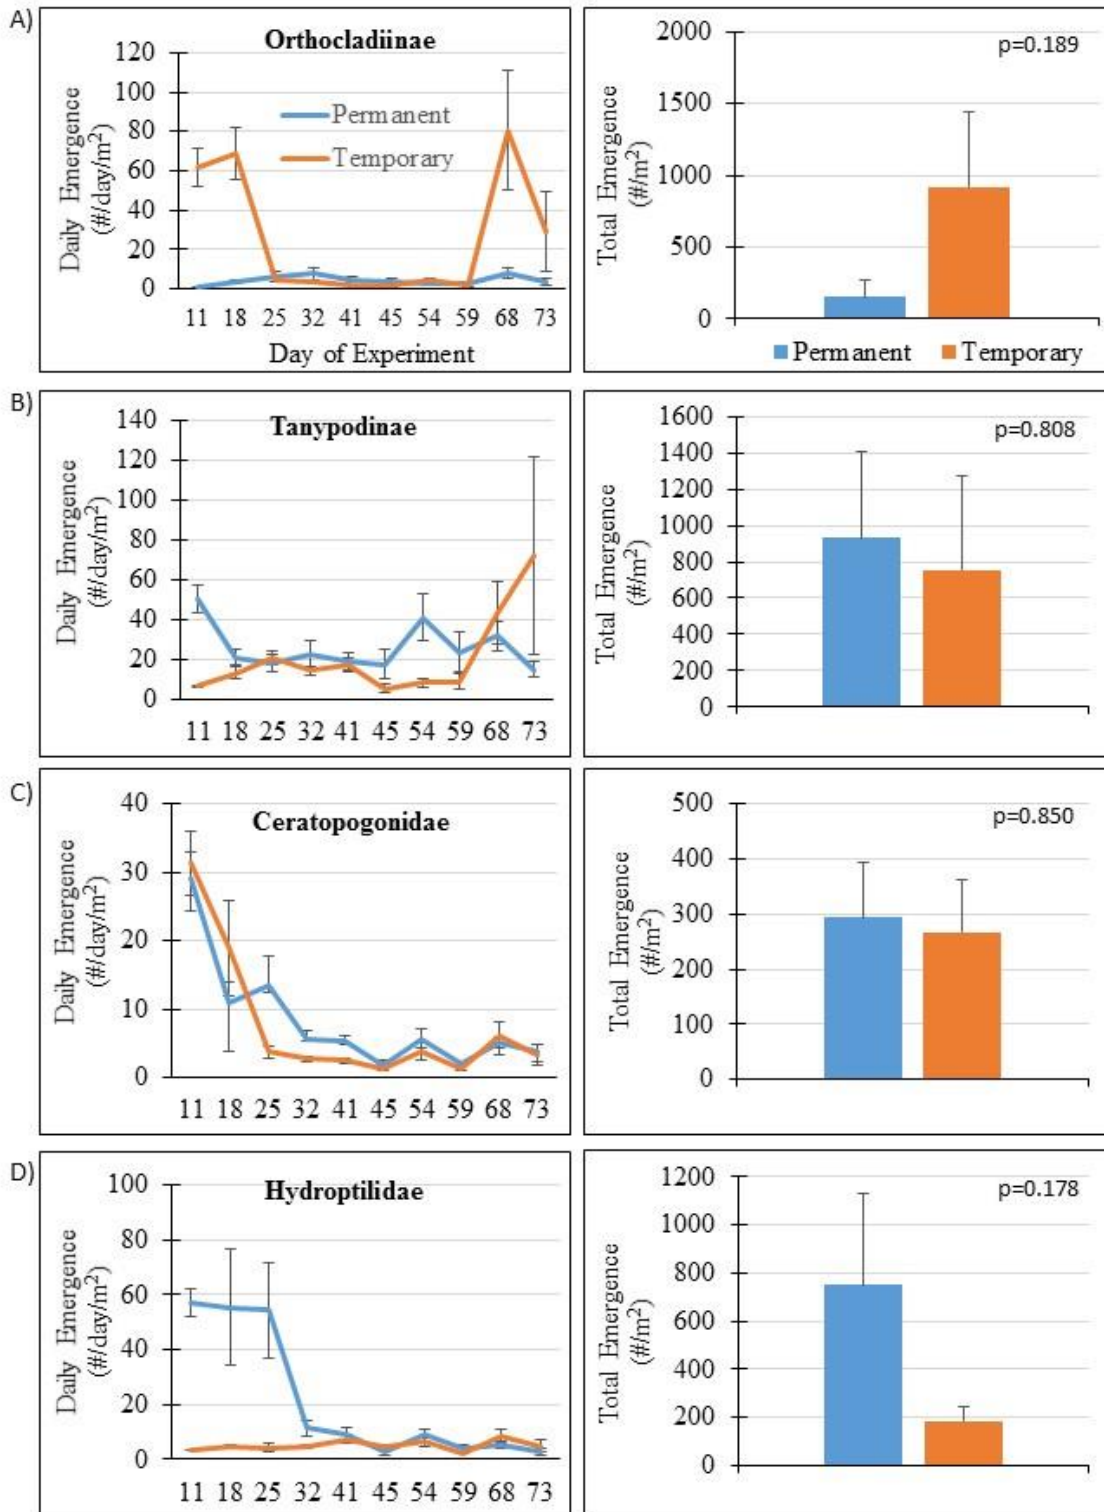 A)
Orthocladiinae
Daily Emergence
(#/day/m²)
120
100
80
60
40
20
0
Permanent
Temporary
11 18 25 32 41 45 54 59 68 73
Day of Experiment
p=0.189
Total Emergence
(#/m²)
2000
1500
1000
500
0
Permanent Temporary
B)
Tanypodinae
Daily Emergence
(#/day/m²)
140
120
100
80
60
40
20
0
11 18 25 32 41 45 54 59 68 73
p=0.808
Total Emergence
(#/m²)
1600
1400
1200
1000
800
600
400
200
0
C)
Ceratopogonidae
Daily Emergence
(#/day/m²)
40
30
20
10
0
11 18 25 32 41 45 54 59 68 73
p=0.850
Total Emergence
(#/m²)
500
400
300
200
100
0
D)
Hydroptilidae
Daily Emergence
(#/day/m²)
100
80
60
40
20
0
11 18 25 32 41 45 54 59 68 73
p=0.178
Total Emergence
(#/m²)
1200
1000
800
600
400
200
0